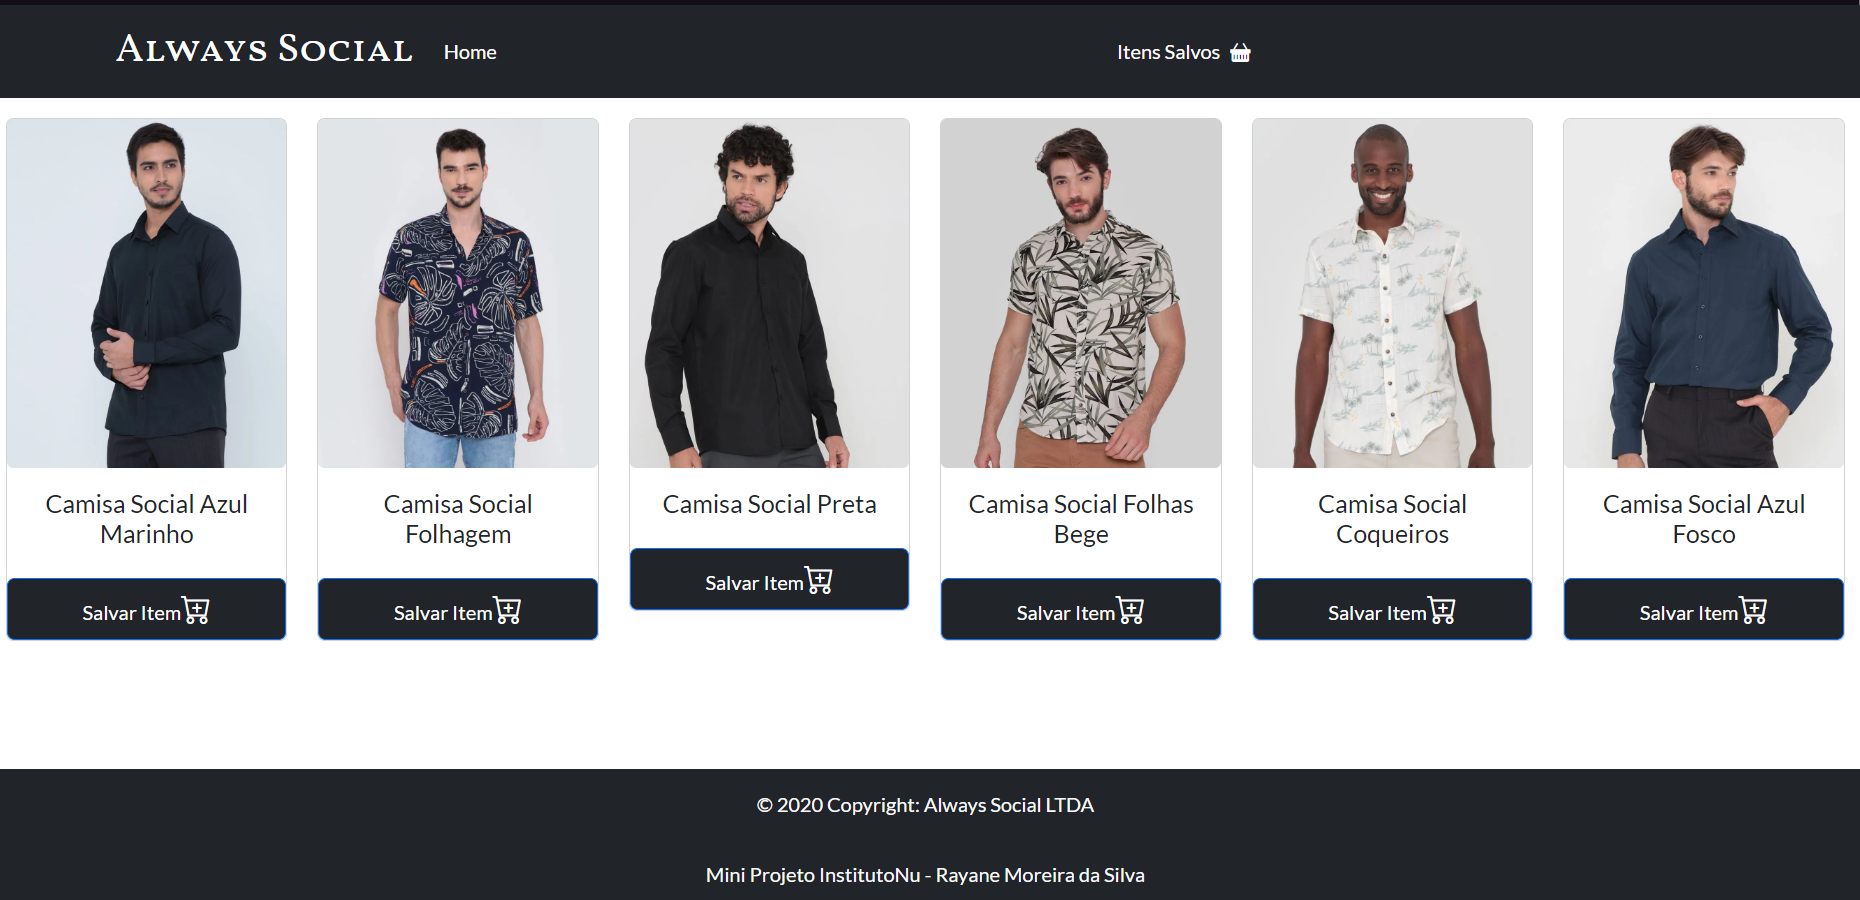 Always Social
Home
Itens Salvos
Camisa Social Azul
Marinho
Salvar Item
Camisa Social
Folhagem
Salvar Item
Camisa Social Preta
Salvar Item
Camisa Social Folhas
Bege
Salvar Item
Camisa Social
Coqueiros
Salvar Item
Camisa Social Azul
Fosco
Salvar Item
© 2020 Copyright: Always Social LTDA
Mini Projeto InstitutoNu - Rayane Moreira da Silva